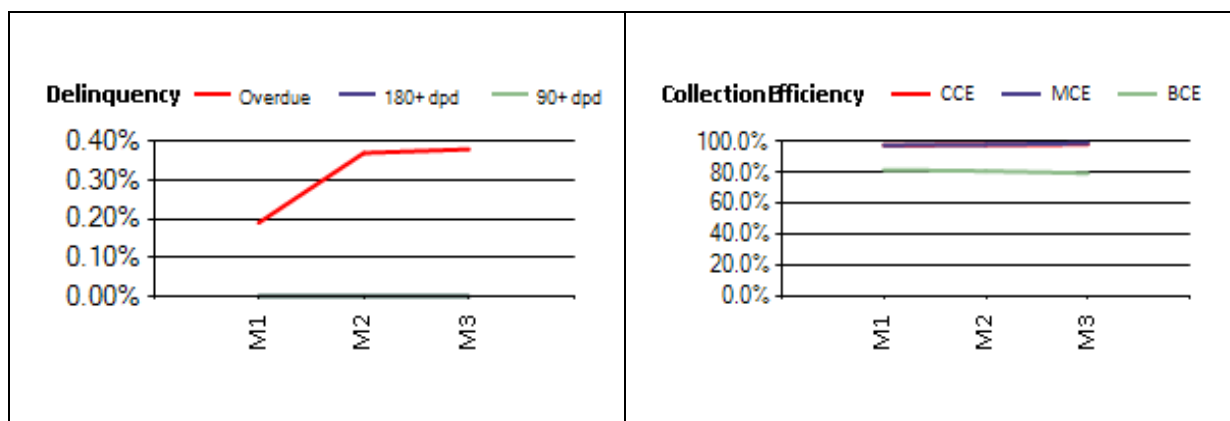 Delinquency Overdue 180+ dpd 90+ dpd
0.40%
0.30%
0.20%
0.10%
0.00%
M1
M2
M3
Collection Efficiency CCE MCE BCE
100.0%
80.0%
60.0%
40.0%
20.0%
0.0%
M1
M2
M3